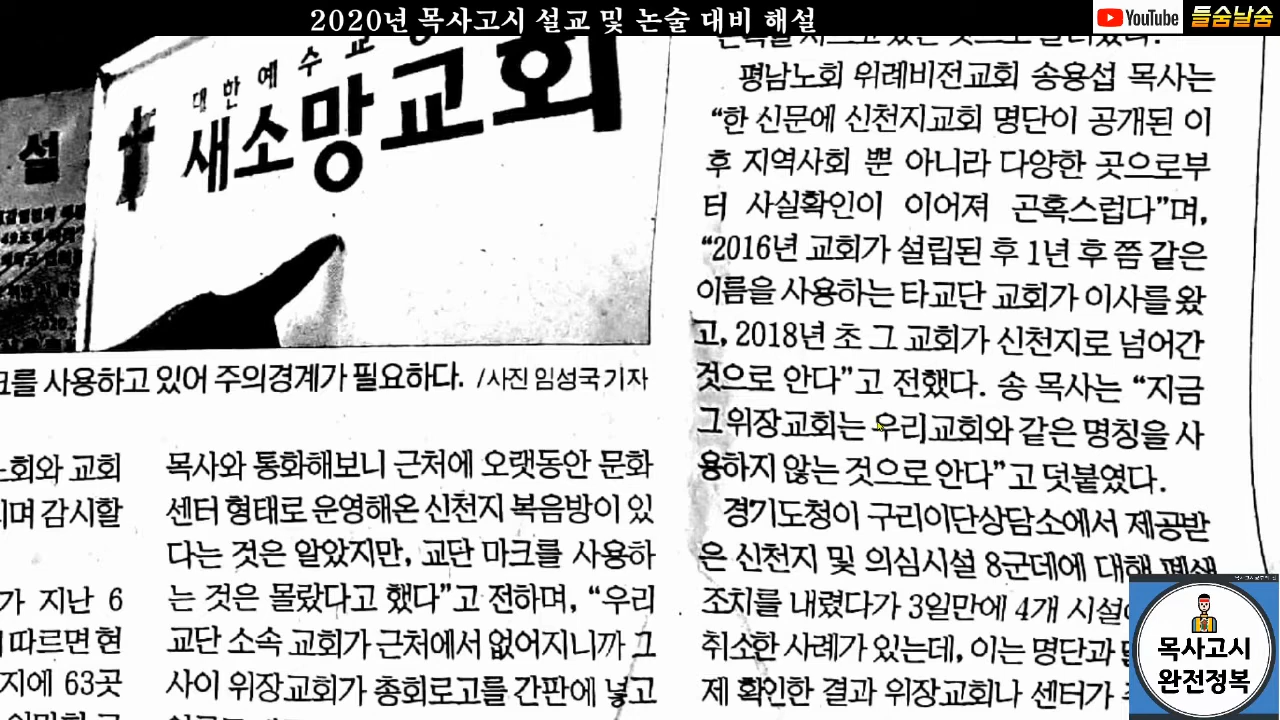 2020년 목사고시 설교 및 논술 대비 해설
YouTube 들숨날숨
설
대한예수교
새소망교회
크를 사용하고 있어 주의경계가 필요하다. /사진 임성국 기자
노회와 교회
며 감시할
가 지난 6
따르면 현
지에 63곳
목사와 통화해보니 근처에 오랫동안 문화
센터 형태로 운영해온 신천지 복음방이 있
다는 것은 알았지만, 교단 마크를 사용하
는 것은 몰랐다고 했다”고 전하며, “우리
교단 소속 교회가 근처에서 없어지니까 그
사이 위장교회가 총회로고를 간판에 넣고
평남노회 위례비전교회 송용섭 목사는
“한 신문에 신천지교회 명단이 공개된 이
후 지역사회 뿐 아니라 다양한 곳으로부
터 사실확인이 이어져 곤혹스럽다”며,
“2016년 교회가 설립된 후 1년 후 쯤 같은
이름을 사용하는 타교단 교회가 이사를 왔
고, 2018년 초 그 교회가 신천지로 넘어간
것으로 안다”고 전했다. 송 목사는 “지금
그 위장교회는 우리교회와 같은 명칭을 사
용하지 않는 것으로 안다”고 덧붙였다.
경기도청이 구리이단상담소에서 제공받
은 신천지 및 의심시설 8군데에 대해 폐쇄
조치를 내렸다가 3일만에 4개 시설
취소한 사례가 있는데, 이는 명단과
제 확인한 결과 위장교회나 센터가
목사고시
완전정복